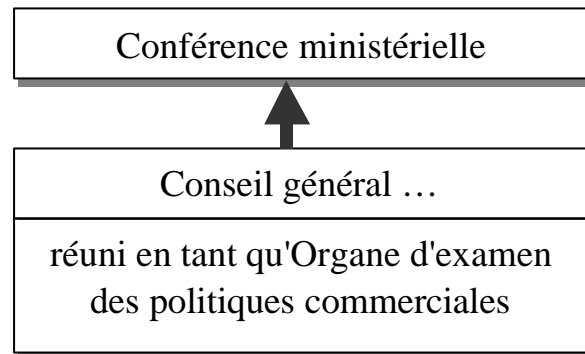 Conférence ministérielle
Conseil général …
réuni en tant qu'Organe d'examen
des politiques commerciales